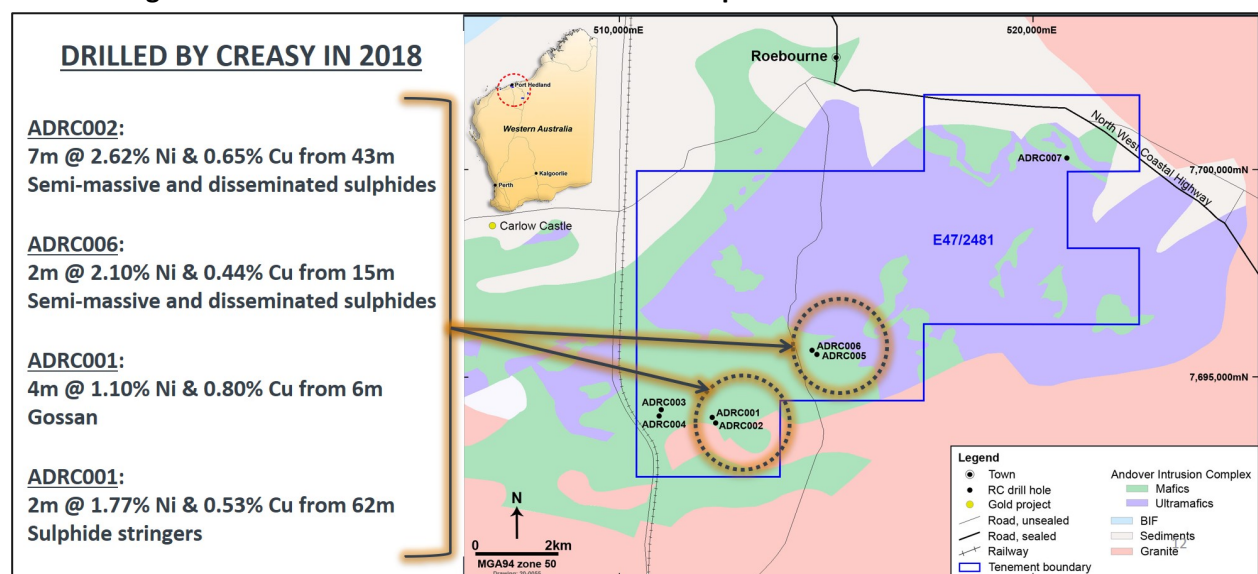 DRILLED BY CREASY IN 2018
ADRC002:
7m @ 2.62% Ni & 0.65% Cu from 43m
Semi-massive and disseminated sulphides
ADRC006:
2m @ 2.10% Ni & 0.44% Cu from 15m
Semi-massive and disseminated sulphides
ADRC001:
4m @ 1.10% Ni & 0.80% Cu from 6m
Gossan
ADRC001:
2m @ 1.77% Ni & 0.53% Cu from 62m
Sulphide stringers
510,000mE
520,000mE
Roebourne
Port Hedland
Western Australia
Kalgoorlie
Perth
Carlow Castle
North West Coastal Highway
ADRC007
7,700,000mN
E47/2481
ADRC006
ADRC005
7,695,000mN
ADRC003
ADRC004
ADRC001
ADRC002
N
0 2km
MGA94 zone 50
Legend
Town
RC drill hole
Gold project
Road, unsealed
Road, sealed
Railway
Tenement boundary
Andover Intrusion Complex
Mafics
Ultramafics
BIF
Sediments
Granite
12